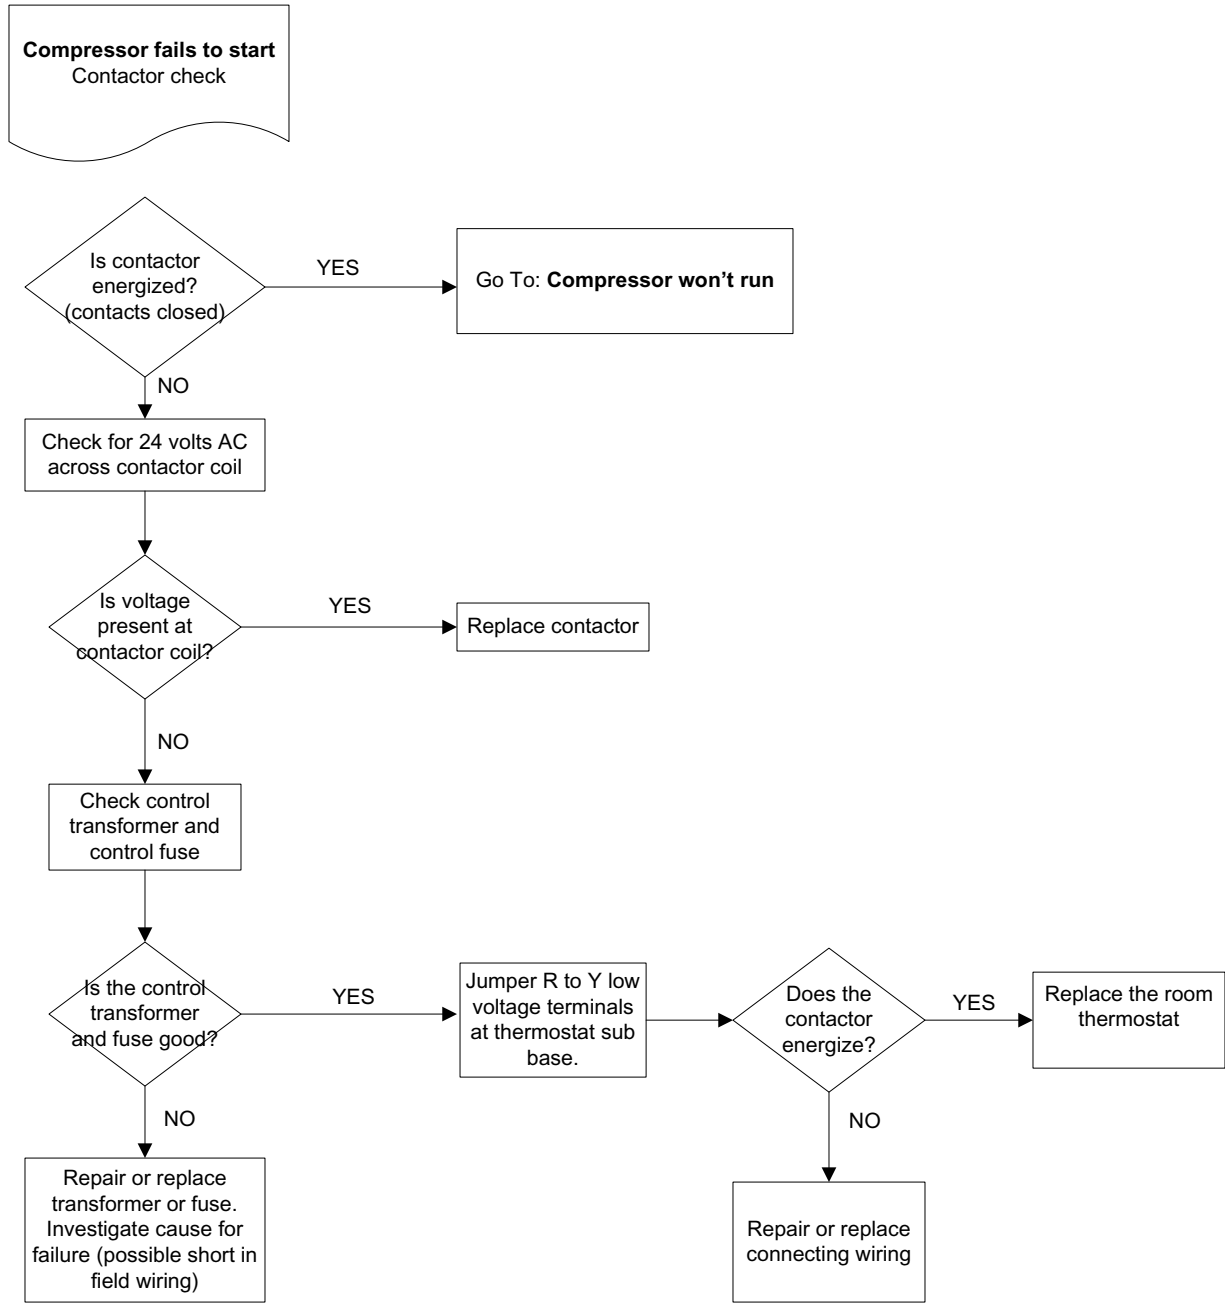 Compressor fails to start
Contactor check
Is contactor
energized?
(contacts closed)
YES
Go To: Compressor won't run
NO
Check for 24 volts AC
across contactor coil
Is voltage
present at
contactor coil?
YES
Replace contactor
NO
Check control
transformer and
control fuse
Is the control
transformer
and fuse good?
YES
Jumper R to Y low
voltage terminals
at thermostat sub
base.
Does the
contactor
energize?
YES
Replace the room
thermostat
NO
Repair or replace
transformer or fuse.
Investigate cause for
failure (possible short in
field wiring)
NO
Repair or replace
connecting wiring